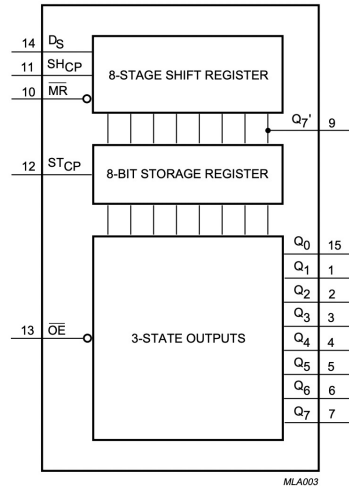 14 DS
11 SHCP
10 MR
8-STAGE SHIFT REGISTER
Q7' 9
12 STCP
8-BIT STORAGE REGISTER
Q0 15
Q1 1
Q2 2
Q3 3
13 OE
3-STATE OUTPUTS
Q4 4
Q5 5
Q6 6
Q7 7
MLA003